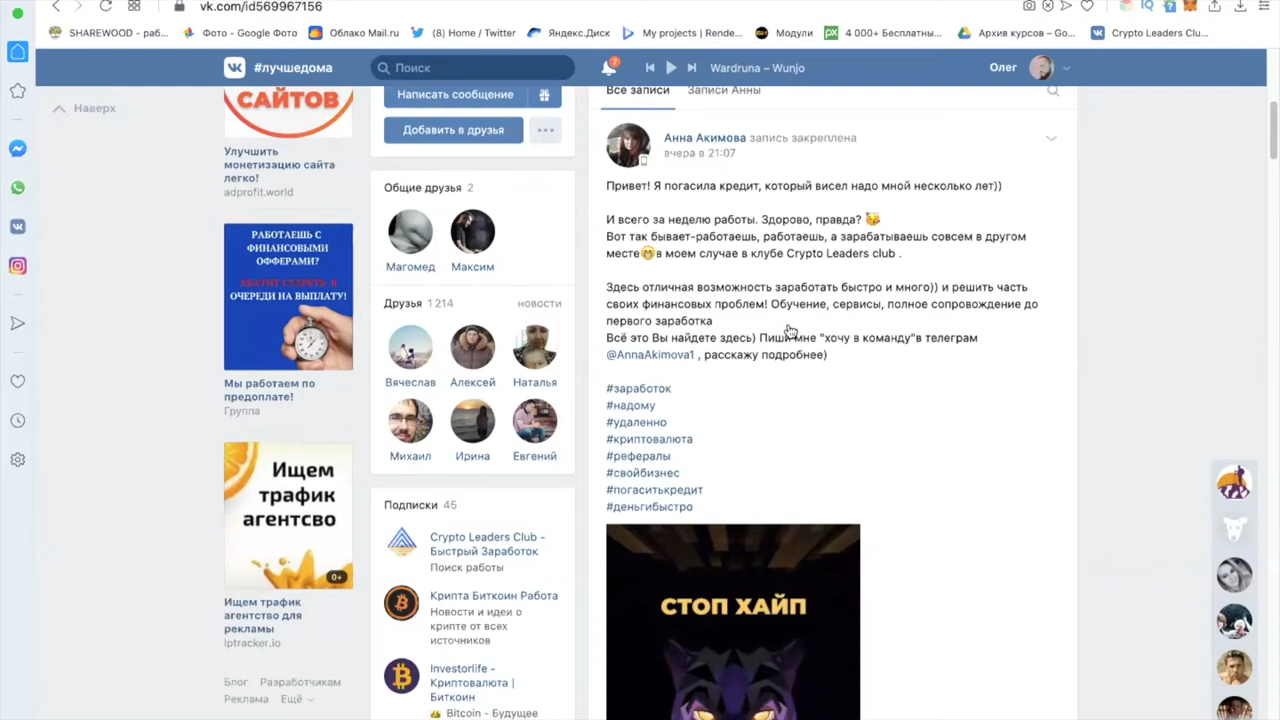 vk.com/id569967156
SHAREWOOD - раб...
Фото - Google Фото
Облако Mail.ru
(8) Home / Twitter
Яндекс.Диск
My projects | Rende...
Модули
4 000+ Бесплатны...
Архив курсов – Go...
Crypto Leaders Clu...
#лучшедома
Поиск
7
Wardruna – Wunjo
Олег
Наверх
САЙТОВ
Улучшить
монетизацию сайта
легко!
adprofit.world
РАБОТАЕШЬ С
ФИНАНСОВЫМИ
ОФФЕРАМИ?
ХВАТИТ СТАРЕТЬ В
ОЧЕРЕДИ НА ВЫПЛАТУ!
Мы работаем по
предоплате!
Группа
Ищем
трафик
агентсво
0+
Ищем трафик
агентство для
рекламы
lptracker.io
Блог Разработчикам
Реклама Ещё
Написать сообщение
Добавить в друзья
Общие друзья 2
Магомед
Максим
Друзья 1 214
новости
Вячеслав
Алексей
Наталья
Михаил
Ирина
Евгений
Подписки 45
Crypto Leaders Club -
Быстрый Заработок
Поиск работы
Крипта Биткоин Работа
Новости и идеи о
крипте от всех
источников
Investorlife -
Криптовалюта |
Биткоин
Bitcoin - Будущее
Все записи
Записи Анны
Анна Акимова запись закреплена
вчера в 21:07
Привет! Я погасила кредит, который висел надо мной несколько лет))
И всего за неделю работы. Здорово, правда? 🥰
Вот так бывает-работаешь, работаешь, а зарабатываешь совсем в другом
месте😁в моем случае в клубе Crypto Leaders club .
Здесь отличная возможность заработать быстро и много)) и решить часть
своих финансовых проблем! Обучение, сервисы, полное сопровождение до
первого заработка
Всё это Вы найдете здесь) Пиши мне "хочу в команду"в телеграм
@AnnaAkimova1 , расскажу подробнее)
#заработок
#надому
#удаленно
#криптовалюта
#рефералы
#свойбизнес
#погаситькредит
#деньгибыстро
СТОП ХАЙП